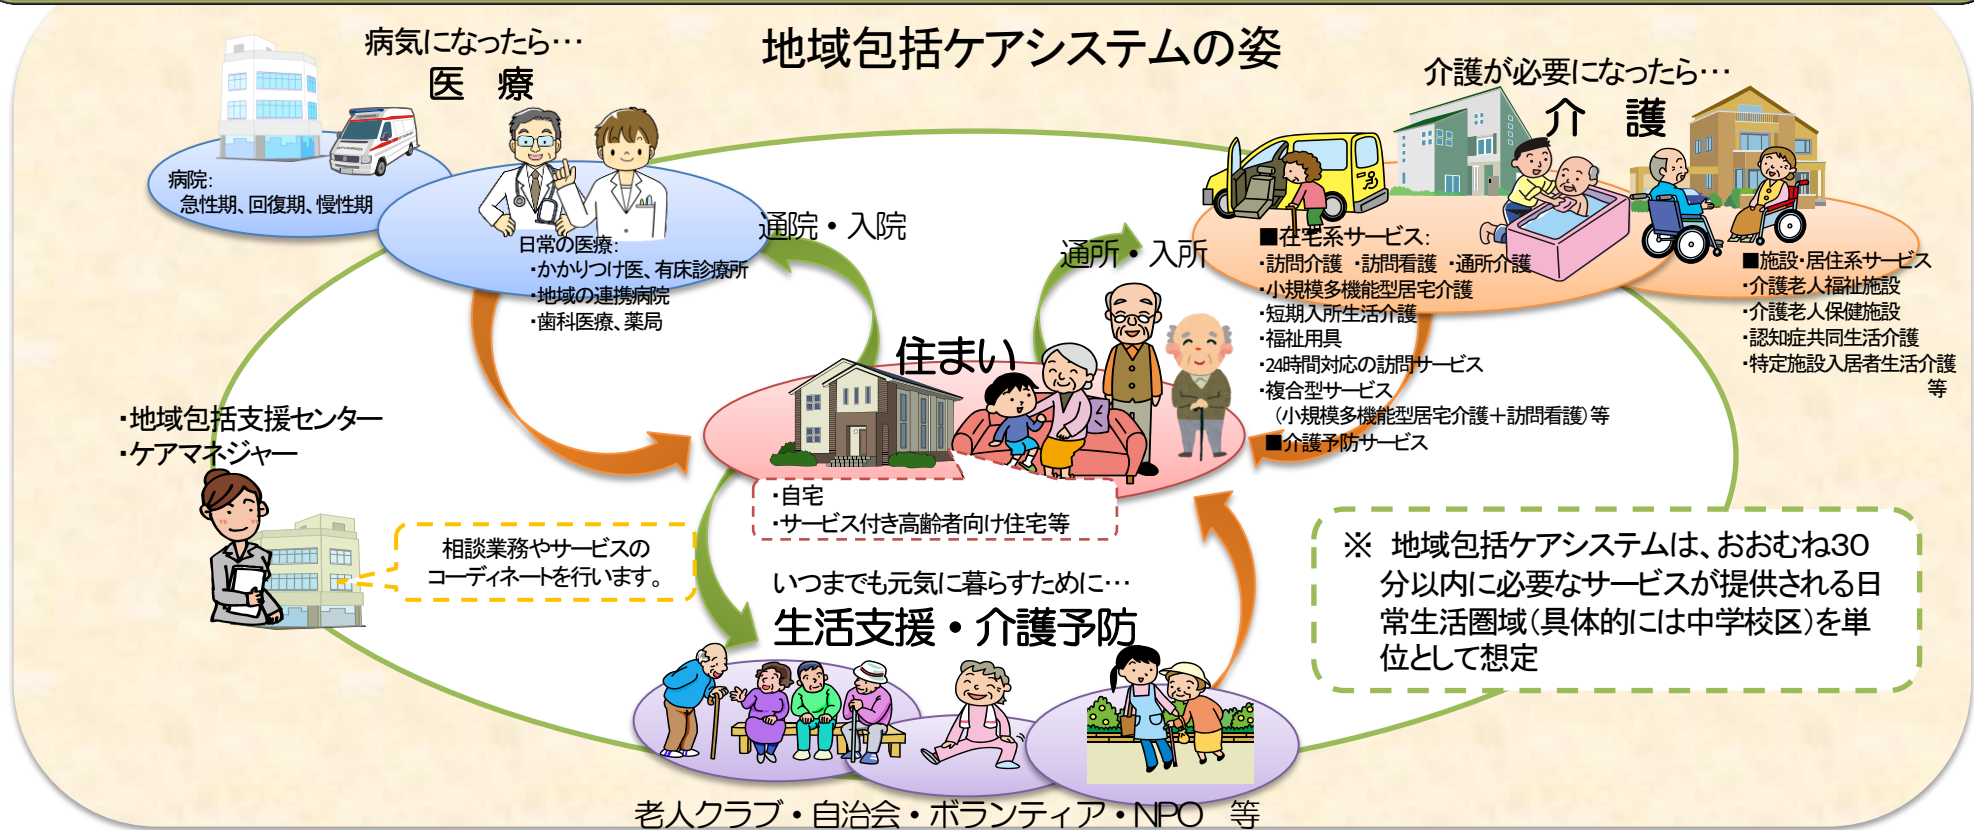 地域包括ケアシステムの姿
病気になったら…
医　療
病院:
急性期、回復期、慢性期
日常の医療:
・かかりつけ医、有床診療所
・地域の連携病院
・歯科医療、薬局
通院・入院
通所・入所
介護が必要になったら…
介　護
■在宅系サービス:
・訪問介護　・訪問看護　・通所介護
・小規模多機能型居宅介護
・短期入所生活介護
・福祉用具
・24時間対応の訪問サービス
・複合型サービス
（小規模多機能型居宅介護＋訪問看護）等
■介護予防サービス
■施設・居住系サービス
・介護老人福祉施設
・介護老人保健施設
・認知症共同生活介護
・特定施設入居者生活介護
等
住まい
・自宅
・サービス付き高齢者向け住宅等
・地域包括支援センター
・ケアマネジャー
相談業務やサービスの
コーディネートを行います。
いつまでも元気に暮らすために…
生活支援・介護予防
老人クラブ・自治会・ボランティア・NPO　等
※　地域包括ケアシステムは、おおむね30
分以内に必要なサービスが提供される日
常生活圏域（具体的には中学校区）を単
位として想定